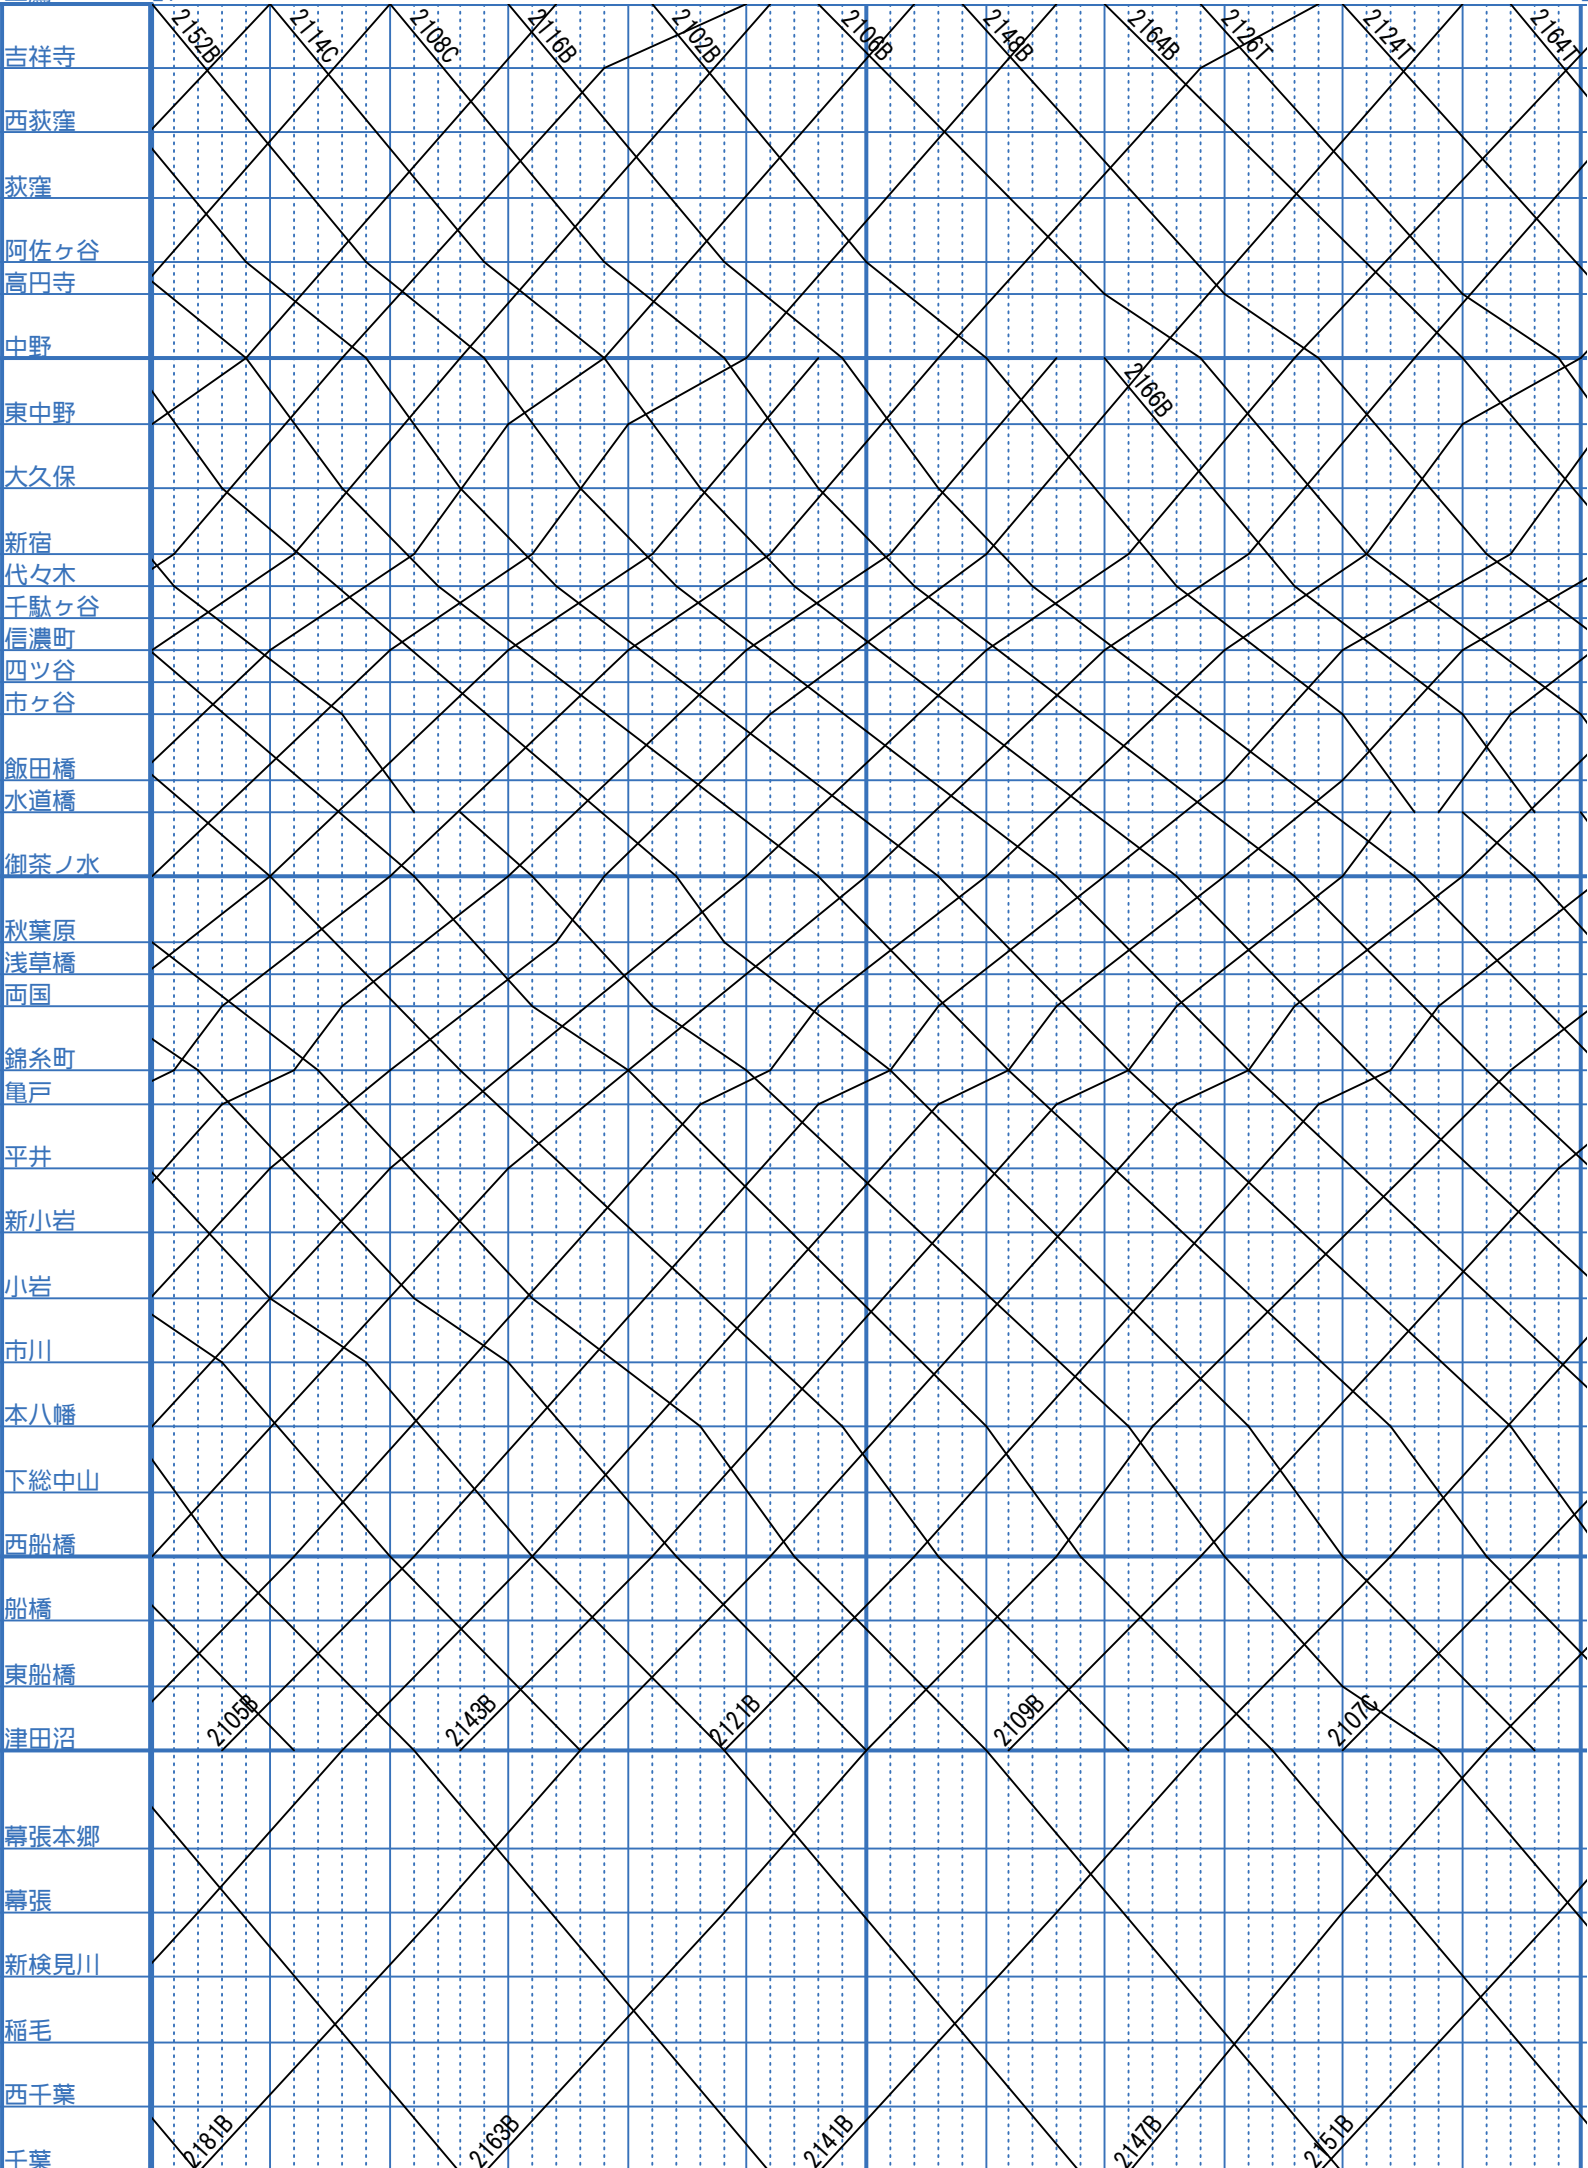 2152B
2114C
2108C
2116B
2102B
2106B
2148B
2164B
2126T
2124T
2164T
吉祥寺
西荻窪
荻窪
阿佐ヶ谷
高円寺
中野
2166B
東中野
大久保
新宿
代々木
千駄ヶ谷
信濃町
四ツ谷
市ヶ谷
飯田橋
水道橋
御茶ノ水
秋葉原
浅草橋
両国
錦糸町
亀戸
平井
新小岩
小岩
市川
本八幡
下総中山
西船橋
船橋
東船橋
2105B
2143B
2121B
2109B
2107C
津田沼
幕張本郷
幕張
新検見川
稲毛
西千葉
2181B
2163B
2141B
2147B
2151B
千葉